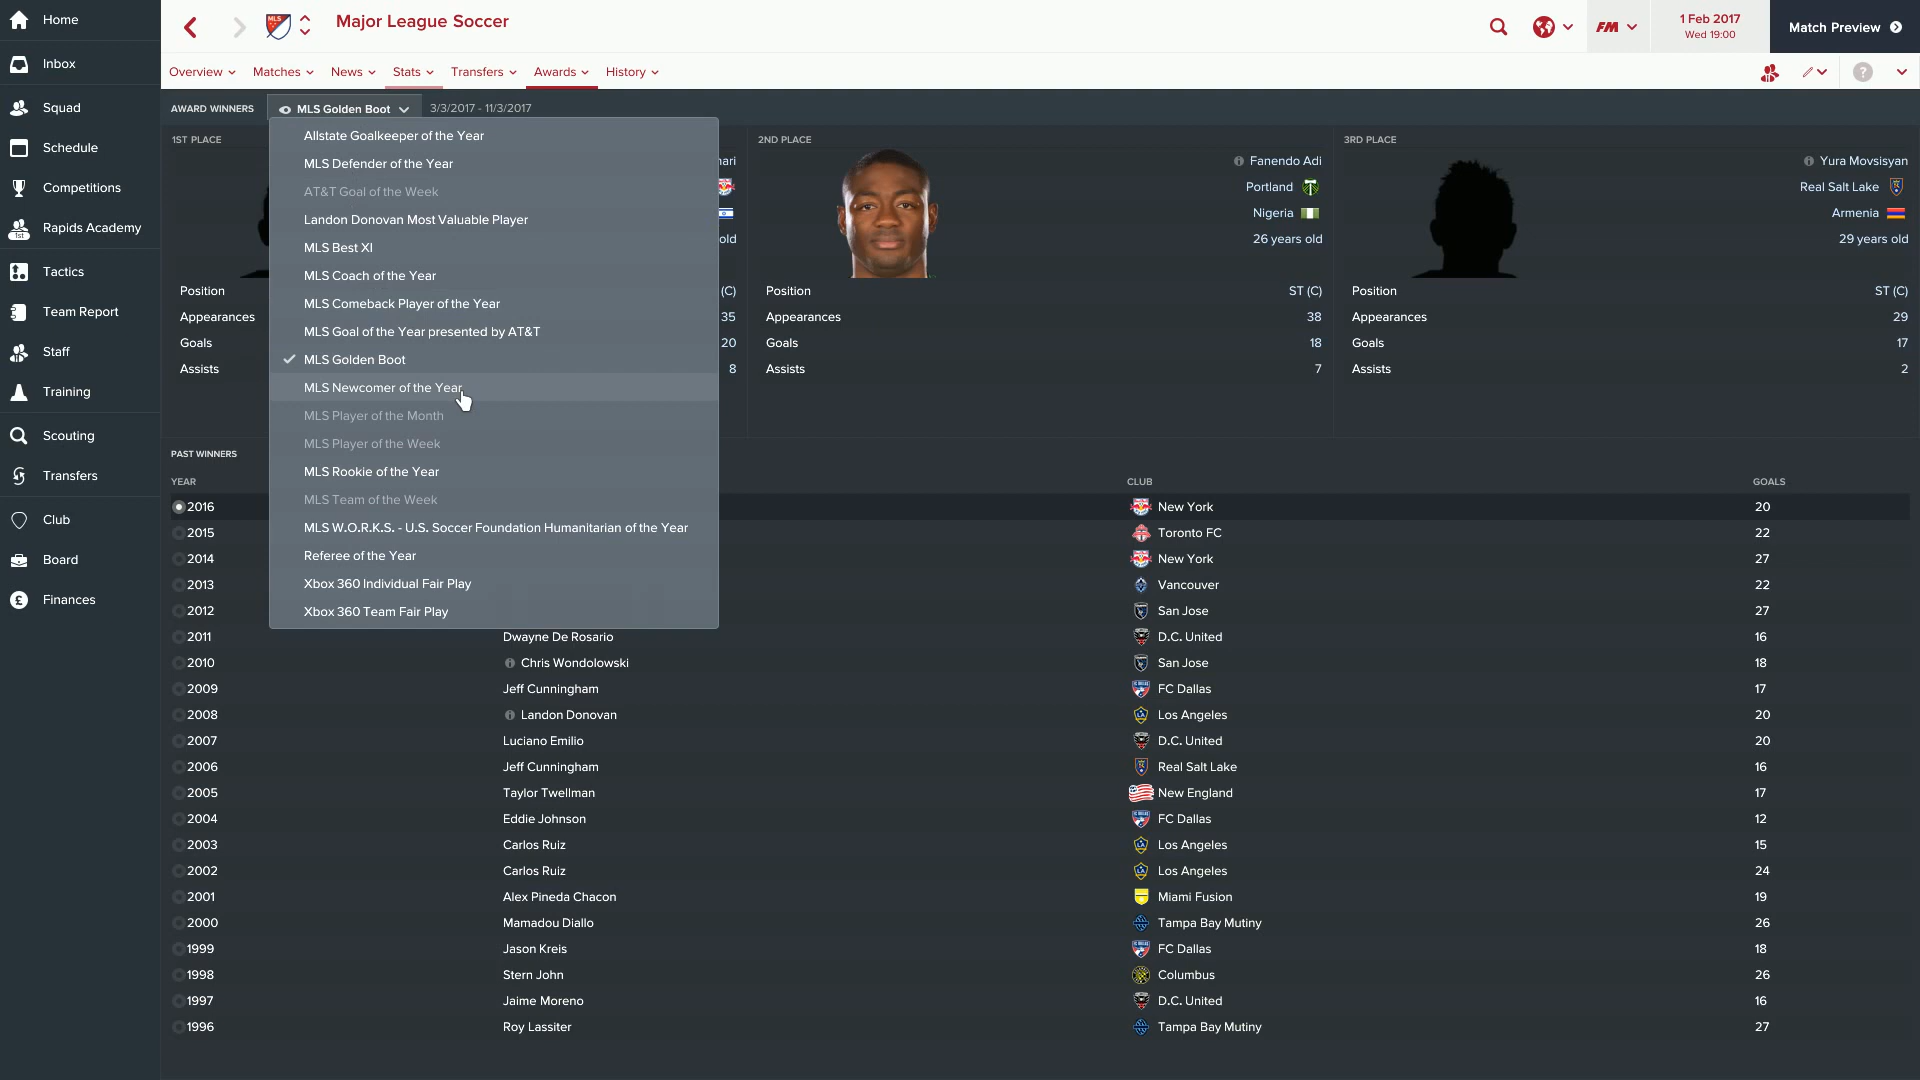 Home
Inbox
Squad
Schedule
Competitions
1st
Rapids Academy
Tactics
Team Report
Staff
Training
Scouting
Transfers
Club
Board
£ Finances
MLS
Major League Soccer
FM
1 Feb 2017
Wed 19:00
Match Preview
Overview Matches News Stats Transfers Awards History
?
AWARD WINNERS MLS Golden Boot 3/3/2017 - 11/3/2017
Allstate Goalkeeper of the Year
MLS Defender of the Year
AT&T Goal of the Week
Landon Donovan Most Valuable Player
MLS Best XI
MLS Coach of the Year
MLS Comeback Player of the Year
MLS Goal of the Year presented by AT&T
MLS Golden Boot
MLS Newcomer of the Year
MLS Player of the Month
MLS Player of the Week
MLS Rookie of the Year
MLS Team of the Week
MLS W.O.R.K.S. - U.S. Soccer Foundation Humanitarian of the Year
Referee of the Year
Xbox 360 Individual Fair Play
Xbox 360 Team Fair Play
1ST PLACE
old
Position (C)
Appearances 35
Goals 20
Assists 8
2ND PLACE
Fanendo Adi
Portland
Nigeria
26 years old
Position ST (C)
Appearances 38
Goals 18
Assists 7
3RD PLACE
Yura Movsisyan
Real Salt Lake
Armenia
29 years old
Position ST (C)
Appearances 29
Goals 17
Assists 2
PAST WINNERS
YEAR CLUB GOALS
2016 New York 20
2015 Toronto FC 22
2014 New York 27
2013 Vancouver 22
2012 San Jose 27
2011 Dwayne De Rosario D.C. United 16
2010 Chris Wondolowski San Jose 18
2009 Jeff Cunningham FC Dallas 17
2008 Landon Donovan Los Angeles 20
2007 Luciano Emilio D.C. United 20
2006 Jeff Cunningham Real Salt Lake 16
2005 Taylor Twellman New England 17
2004 Eddie Johnson FC Dallas 12
2003 Carlos Ruiz Los Angeles 15
2002 Carlos Ruiz Los Angeles 24
2001 Alex Pineda Chacon Miami Fusion 19
2000 Mamadou Diallo Tampa Bay Mutiny 26
1999 Jason Kreis FC Dallas 18
1998 Stern John Columbus 26
1997 Jaime Moreno D.C. United 16
1996 Roy Lassiter Tampa Bay Mutiny 27